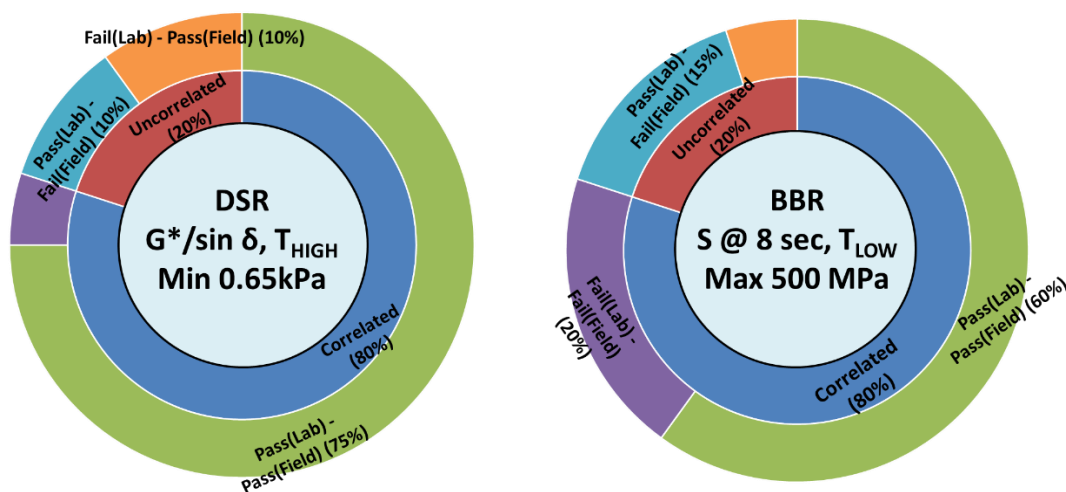 Fail(Lab) - Pass(Field) (10%)
Pass(Lab) -
Fail(Field) (10%)
Uncorrelated
(20%)
DSR
G*/sin δ, THIGH
Min 0.65kPa
Correlated
(80%)
Pass(Lab) -
Pass(Field) (75%)
Pass(Lab) -
Fail(Field) (15%)
Uncorrelated
(20%)
BBR
S @ 8 sec, TLOW
Max 500 MPa
Fail(Lab) -
Fail(Field)
(20%)
Correlated
(80%)
Pass(Lab) -
Pass(Field) (60%)